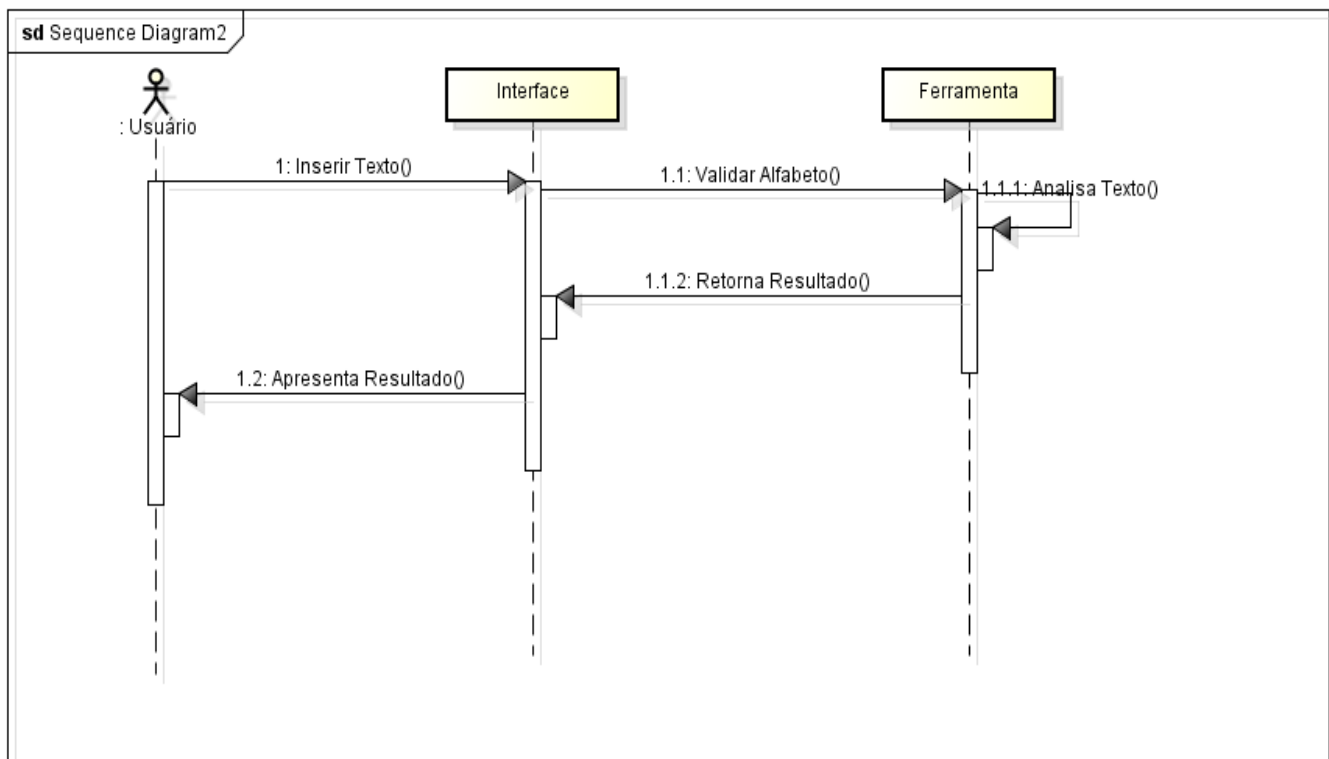 sd Sequence Diagram2
: Usuário
Interface
Ferramenta
1: Inserir Texto()
1.1: Validar Alfabeto()
1.1.1: Analisa Texto()
1.1.2: Retorna Resultado()
1.2: Apresenta Resultado()